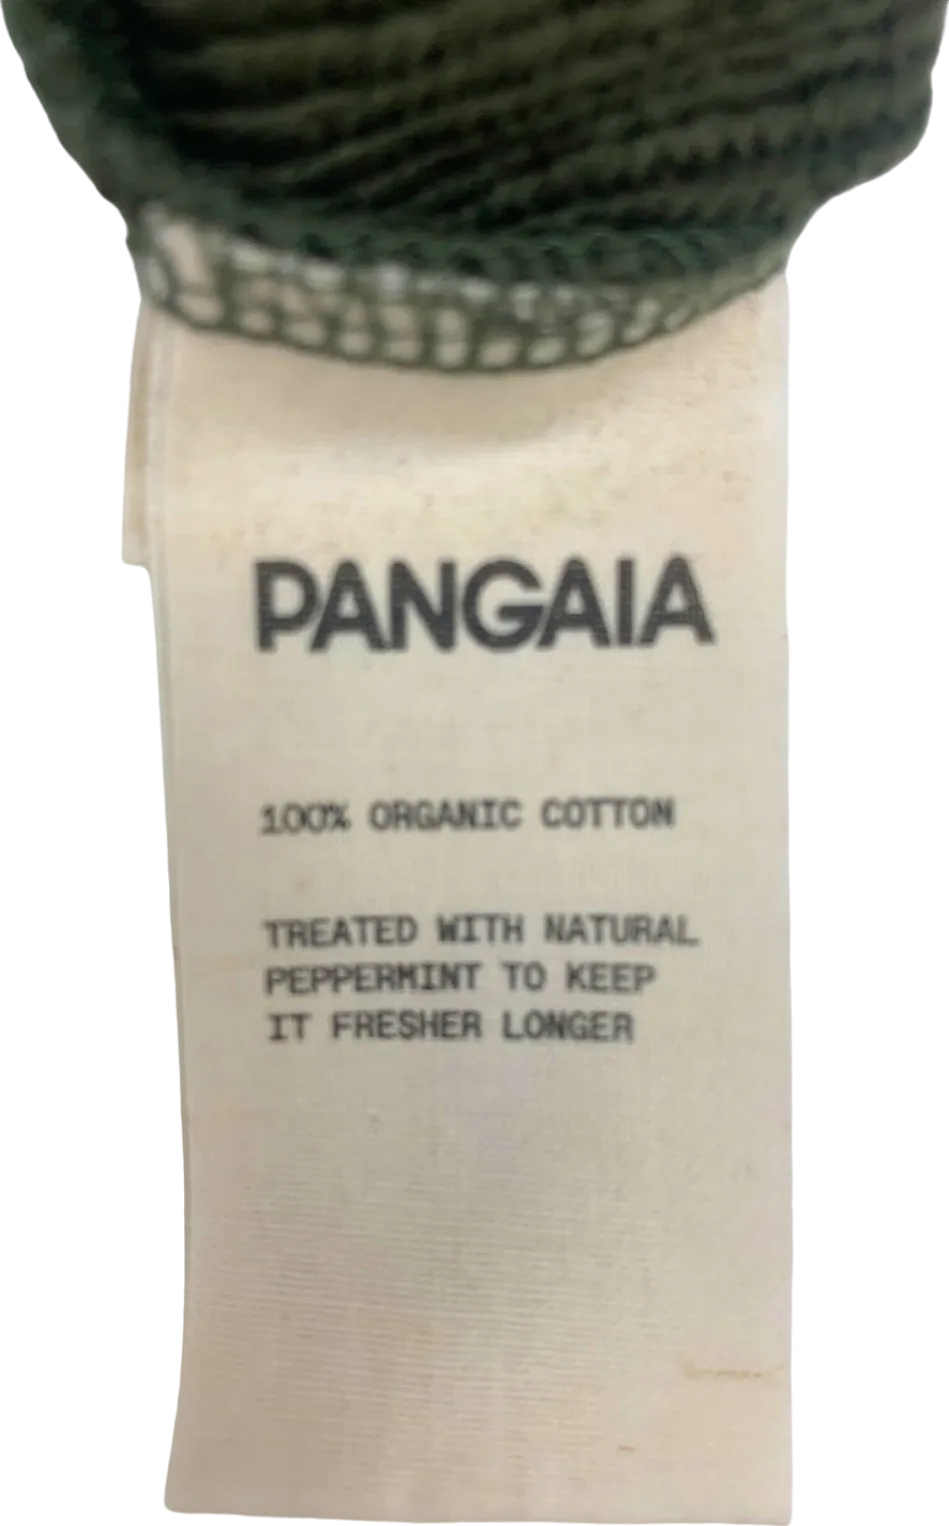 PANGAIA
100% ORGANIC COTTON
TREATED WITH NATURAL
PEPPERMINT TO KEEP
IT FRESHER LONGER